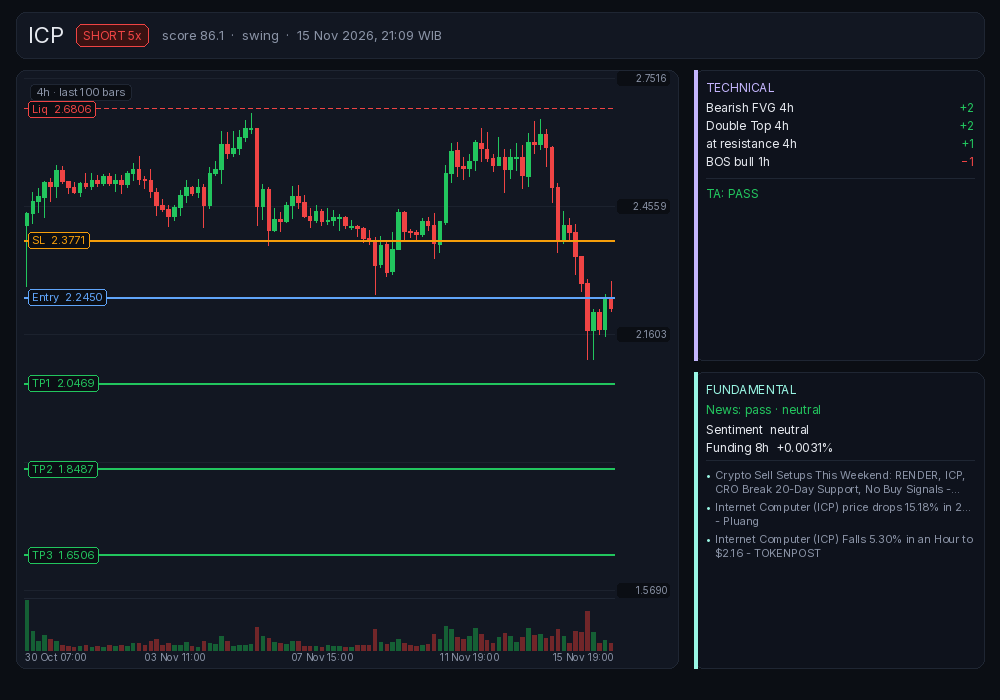 ICP SHORT 5x score 86.1 · swing · 15 Nov 2026, 21:09 WIB
4h · last 100 bars
2.7516
Liq 2.6806
2.4559
SL 2.3771
Entry 2.2450
2.1603
TP1 2.0469
TP2 1.8487
TP3 1.6506
1.5690
30 Oct 07:00 03 Nov 11:00 07 Nov 15:00 11 Nov 19:00 15 Nov 19:00
TECHNICAL
Bearish FVG 4h +2
Double Top 4h +2
at resistance 4h +1
BOS bull 1h −1
TA: PASS
FUNDAMENTAL
News: pass · neutral
Sentiment neutral
Funding 8h +0.0031%
• Crypto Sell Setups This Weekend: RENDER, ICP,
CRO Break 20-Day Support, No Buy Signals -...
• Internet Computer (ICP) price drops 15.18% in 2...
- Pluang
• Internet Computer (ICP) Falls 5.30% in an Hour to
$2.16 - TOKENPOST